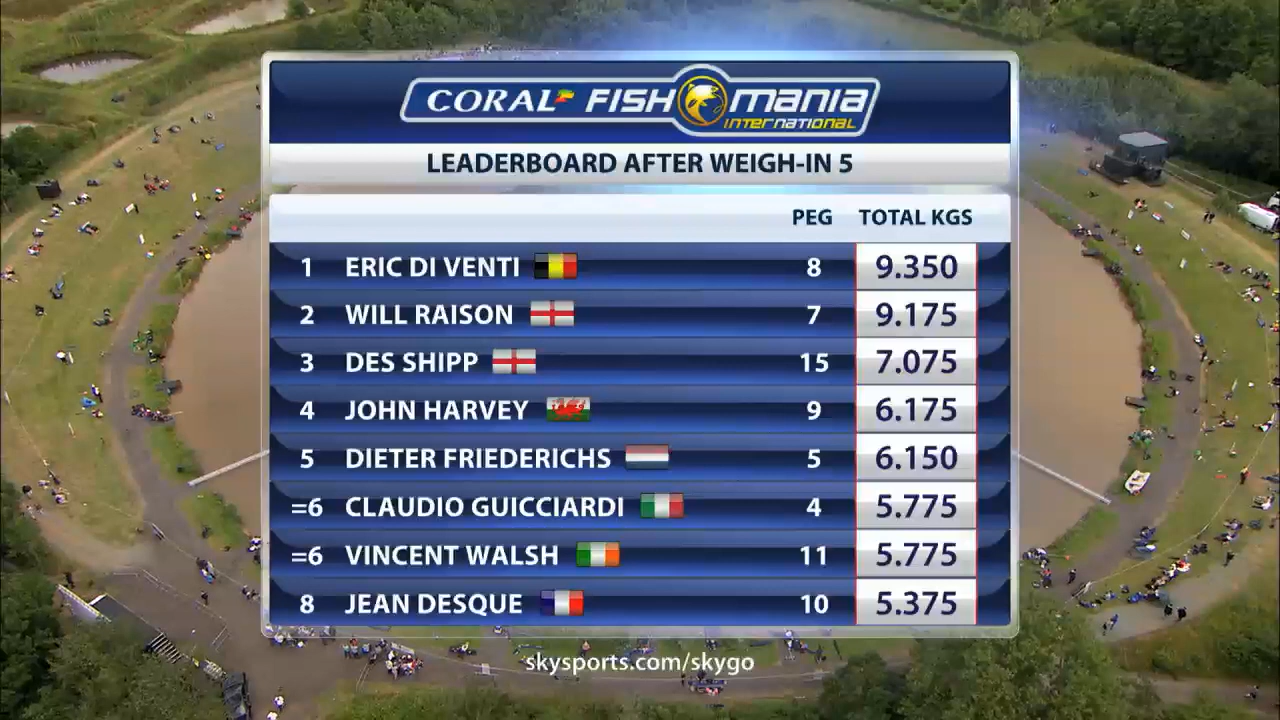 CORAL FISHOMANIA
INTERNATIONAL
LEADERBOARD AFTER WEIGH-IN 5
PEG TOTAL KGS
1 ERIC DI VENTI 8 9.350
2 WILL RAISON 7 9.175
3 DES SHIPP 15 7.075
4 JOHN HARVEY 9 6.175
5 DIETER FRIEDERICHS 5 6.150
=6 CLAUDIO GUICCIARDI 4 5.775
=6 VINCENT WALSH 11 5.775
8 JEAN DESQUE 10 5.375
skysports.com/skygo